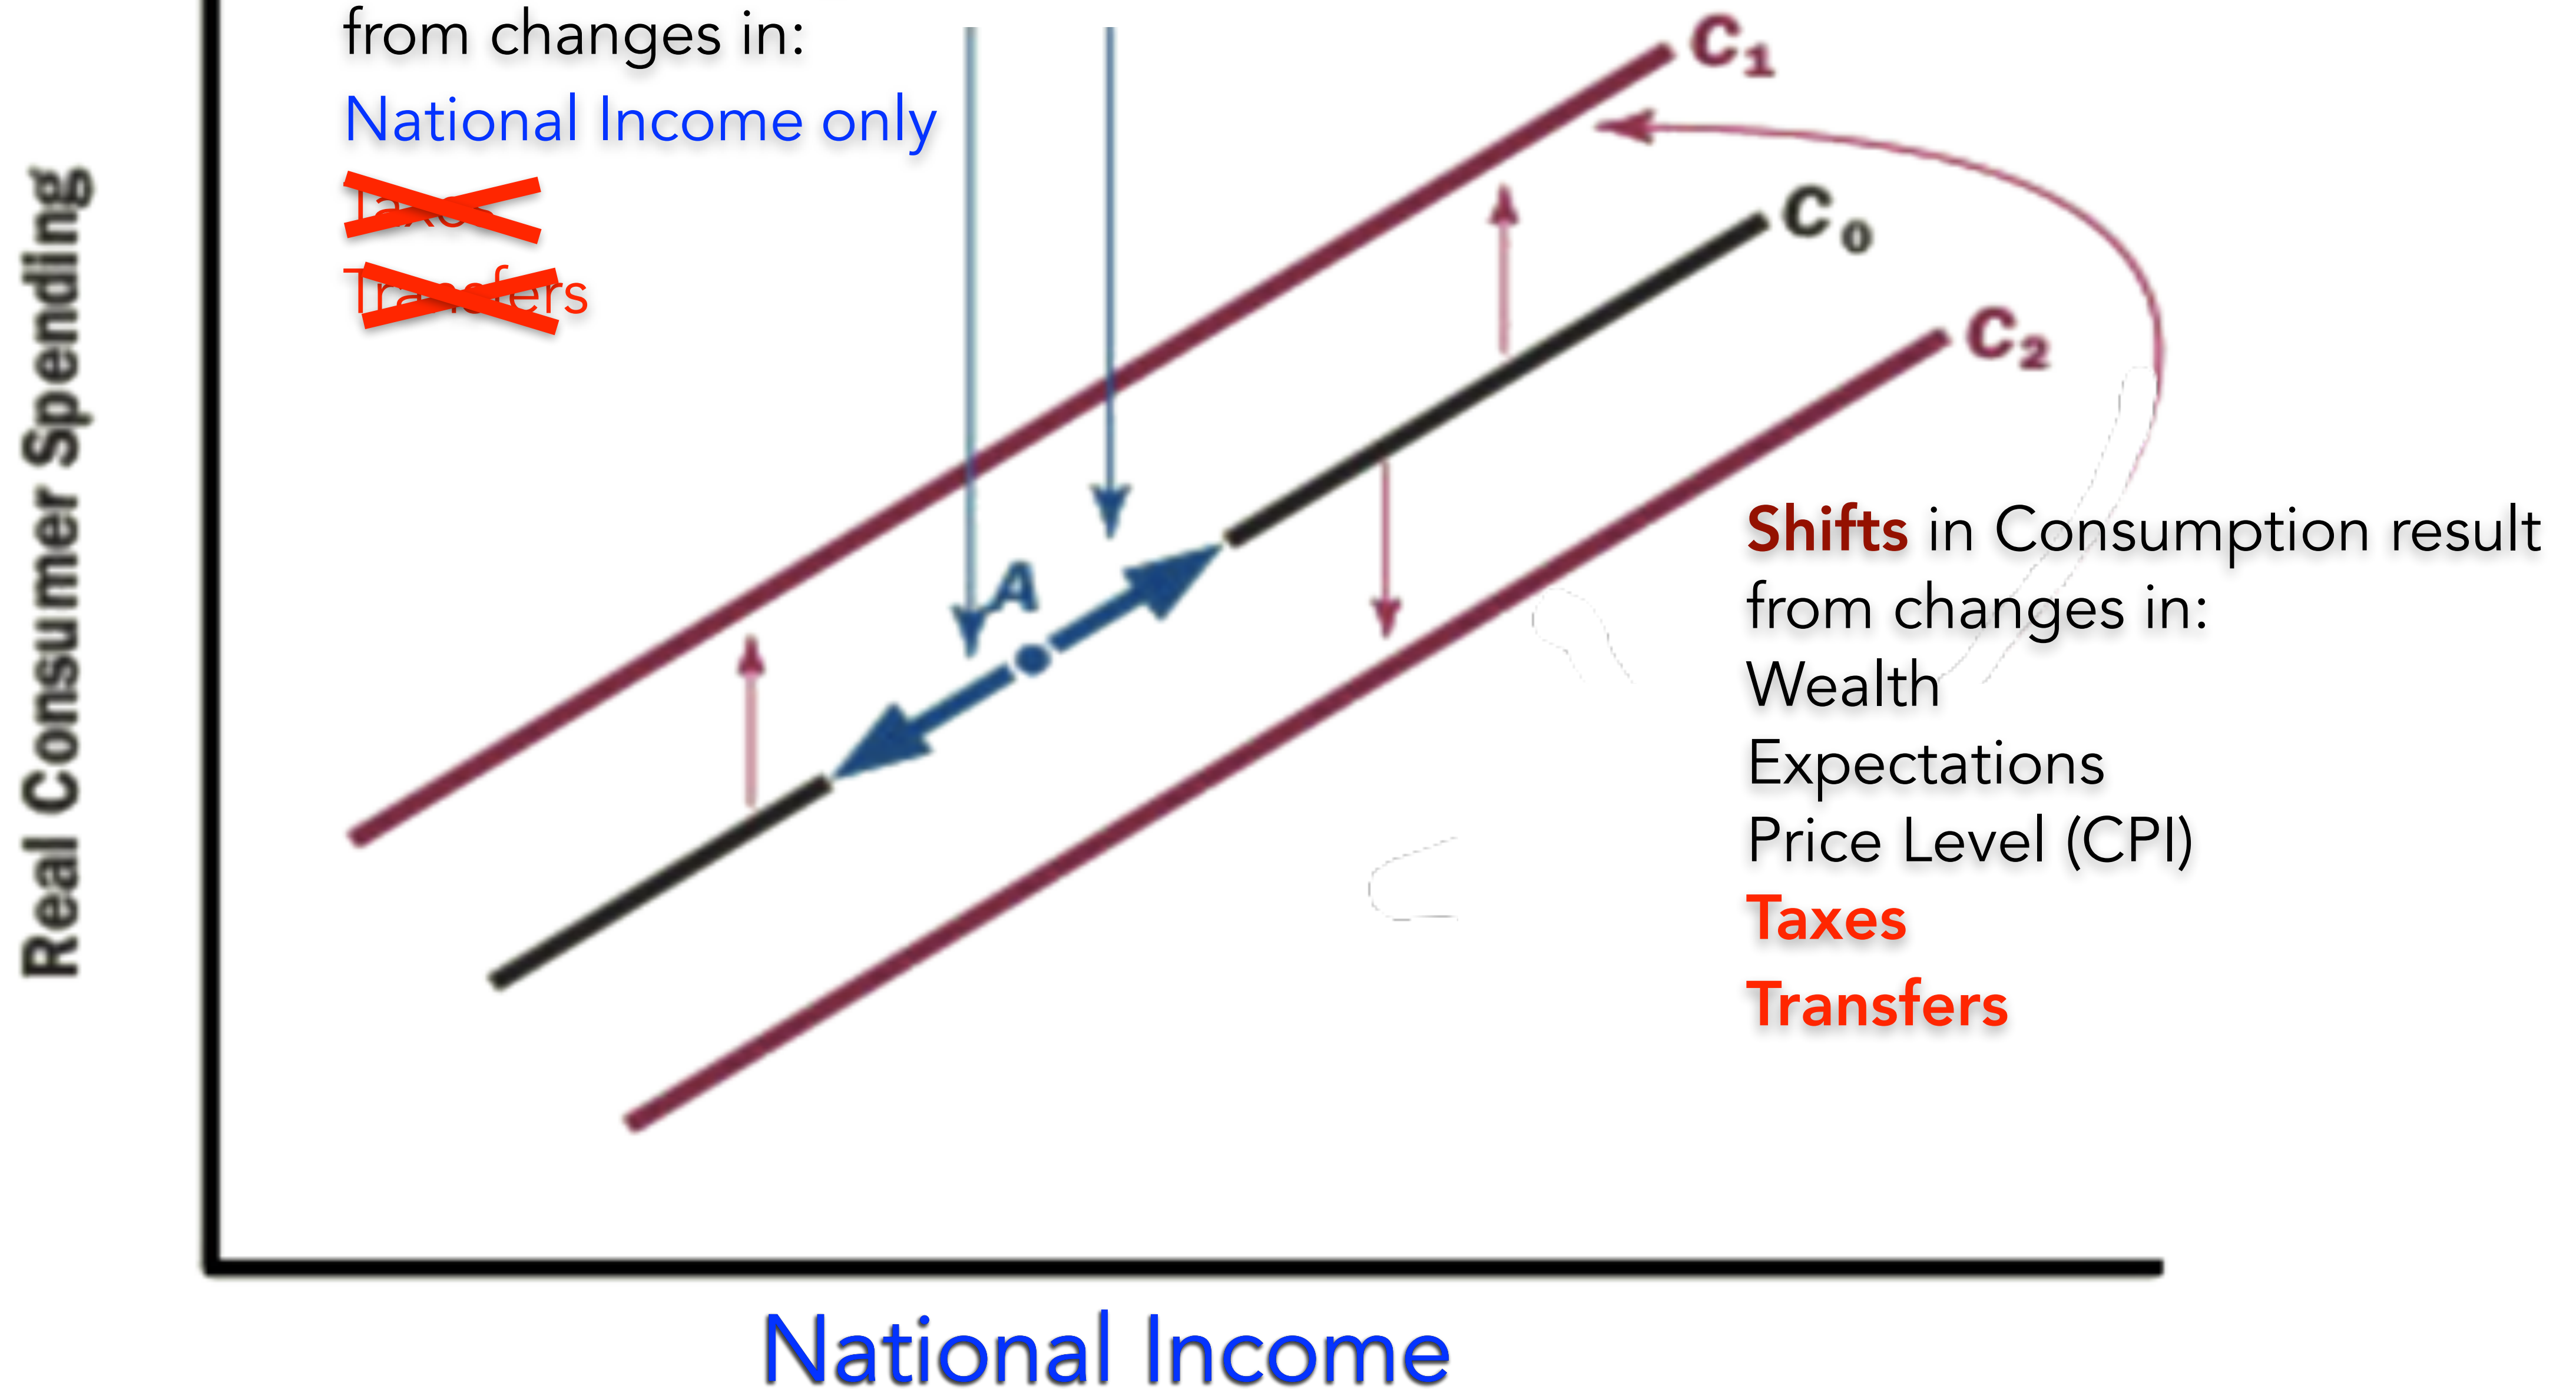 from changes in:
National Income only
Taxes
Transfers
Real Consumer Spending
C1
C0
C2
A
Shifts in Consumption result
from changes in:
Wealth
Expectations
Price Level (CPI)
Taxes
Transfers
National Income